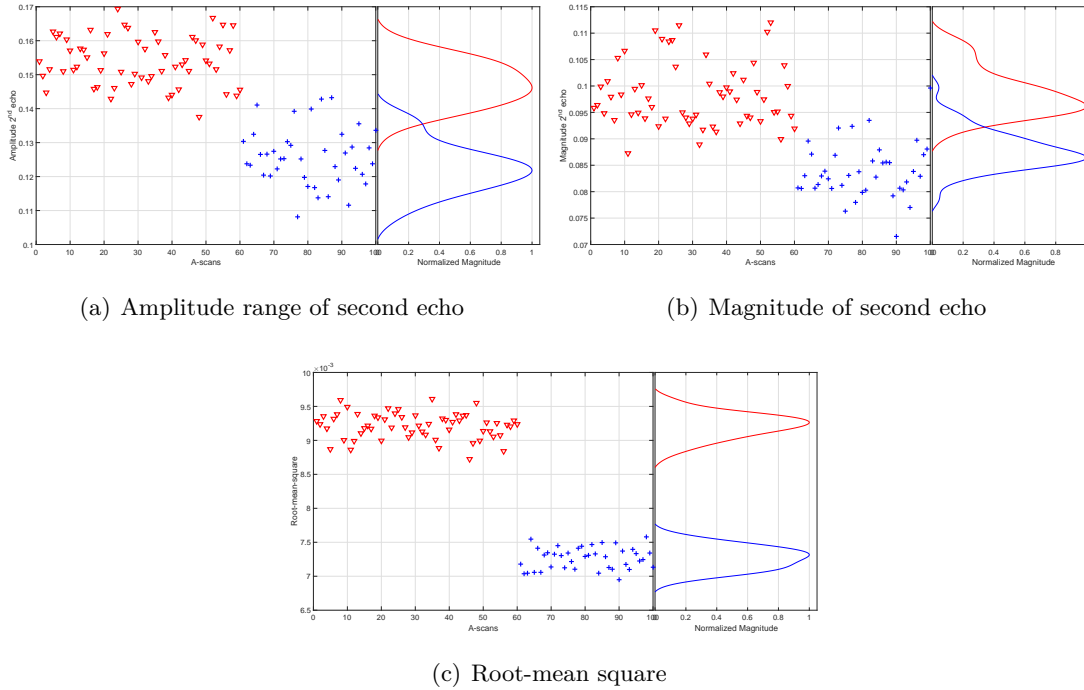 0.17
0.16
0.15
0.14
0.13
0.12
0.11
0.1
Amplitude 2nd echo
0 10 20 30 40 50 60 70 80 90 100
A-scans
0 0.2 0.4 0.6 0.8 1
Normalized Magnitude
(a) Amplitude range of second echo
0.115
0.11
0.105
0.1
0.095
0.09
0.085
0.08
0.075
0.07
Magnitude 2nd echo
0 10 20 30 40 50 60 70 80 90 100
A-scans
0 0.2 0.4 0.6 0.8
Normalized Magnitude
(b) Magnitude of second echo
×10-3
10
9.5
9
8.5
8
7.5
7
6.5
Root-mean-square
0 10 20 30 40 50 60 70 80 90 100
A-scans
0 0.2 0.4 0.6 0.8 1
Normalized Magnitude
(c) Root-mean square